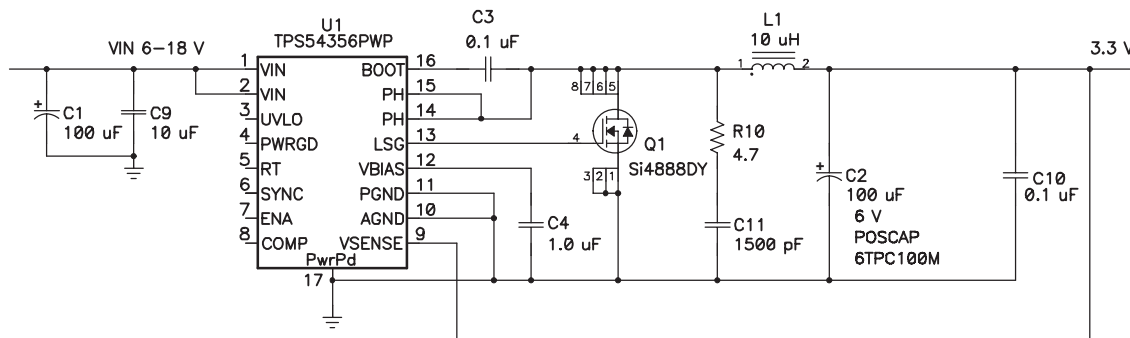 VIN 6–18 V
U1
TPS54356PWP
1 VIN
2 VIN
3 UVLO
4 PWRGD
5 RT
6 SYNC
7 ENA
8 COMP
BOOT 16
PH 15
PH 14
LSG 13
VBIAS 12
PGND 11
AGND 10
VSENSE 9
PwrPd
17
+
C1
100 uF
C9
10 uF
C3
0.1 uF
C4
1.0 uF
8 7 6 5
4
3 2 1
Q1
Si4888DY
R10
4.7
C11
1500 pF
L1
10 uH
1
2
+
C2
100 uF
6 V
POSCAP
6TPC100M
C10
0.1 uF
3.3 V